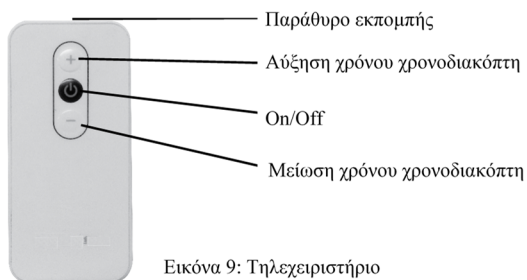 Παράθυρο εκπομπής
Αύξηση χρόνου χρονοδιακόπτη
On/Off
Μείωση χρόνου χρονοδιακόπτη
Εικόνα 9: Τηλεχειριστήριο